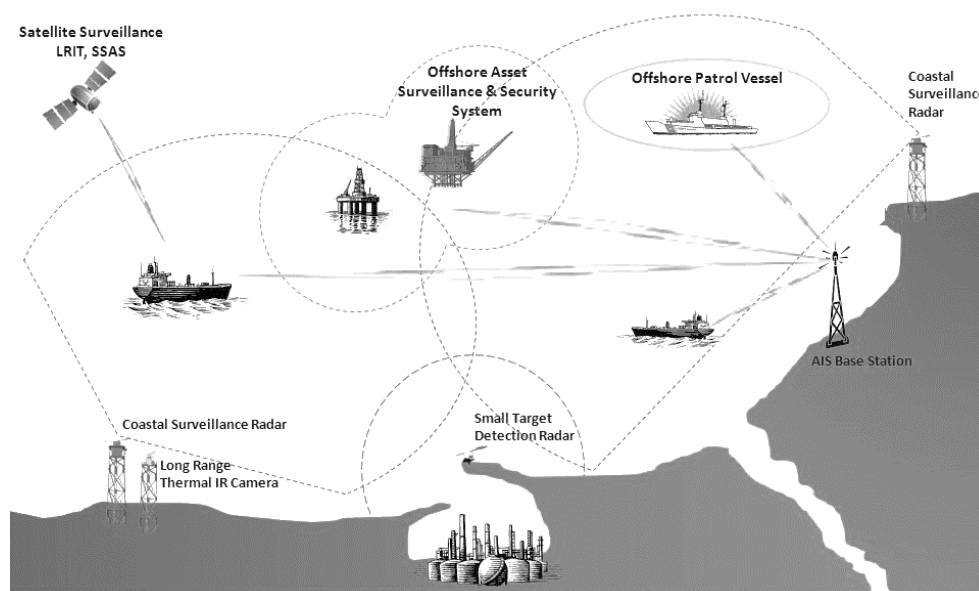 Satellite Surveillance
LRIT, SSAS
Offshore Asset
Surveillance & Security
System
Offshore Patrol Vessel
Coastal
Surveillance
Radar
AIS Base Station
Coastal Surveillance Radar
Long Range
Thermal IR Camera
Small Target
Detection Radar